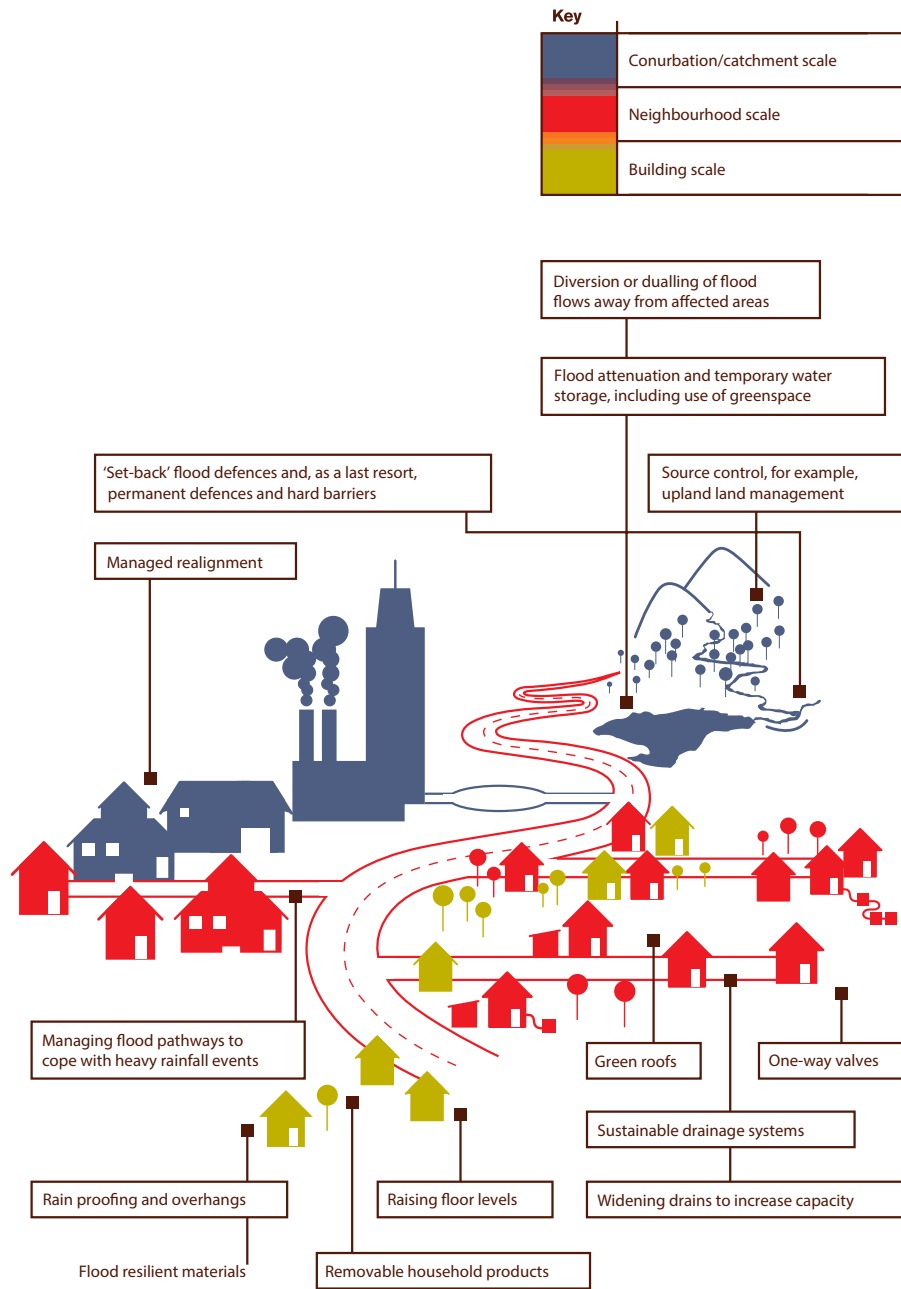 Key
Conurbation/catchment scale
Neighbourhood scale
Building scale
Diversion or dualling of flood
flows away from affected areas
Flood attenuation and temporary water
storage, including use of greenspace
‘Set-back’ flood defences and, as a last resort,
permanent defences and hard barriers
Source control, for example,
upland land management
Managed realignment
Managing flood pathways to
cope with heavy rainfall events
Green roofs
One-way valves
Sustainable drainage systems
Rain proofing and overhangs
Raising floor levels
Widening drains to increase capacity
Flood resilient materials
Removable household products